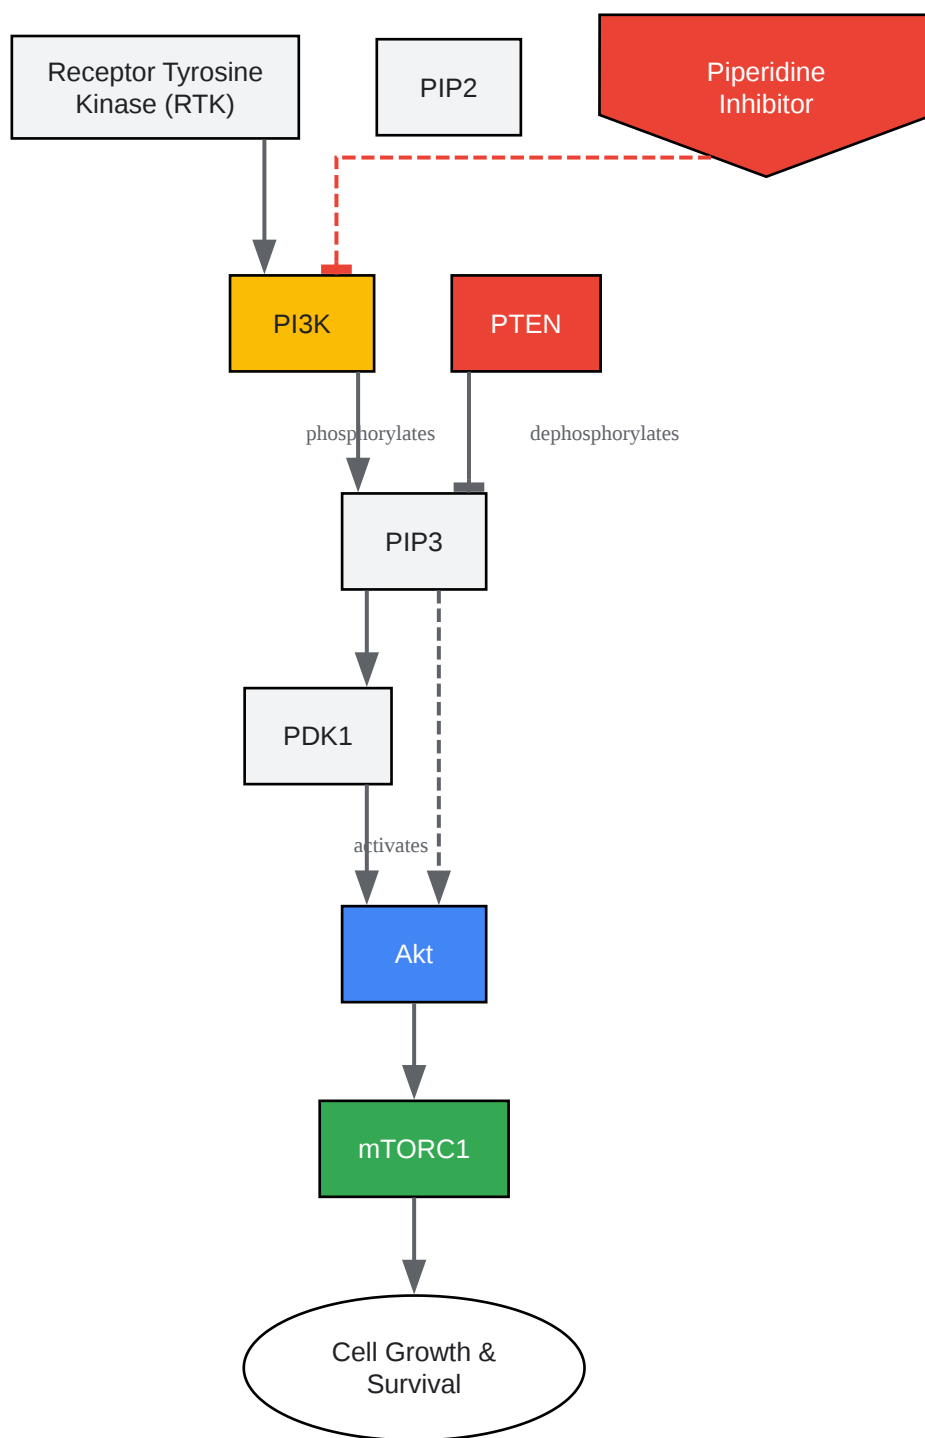 Receptor Tyrosine
Kinase (RTK)
PIP2
Piperidine
Inhibitor
PI3K
PTEN
phosphorylates
dephosphorylates
PIP3
PDK1
activates
Akt
mTORC1
Cell Growth &
Survival